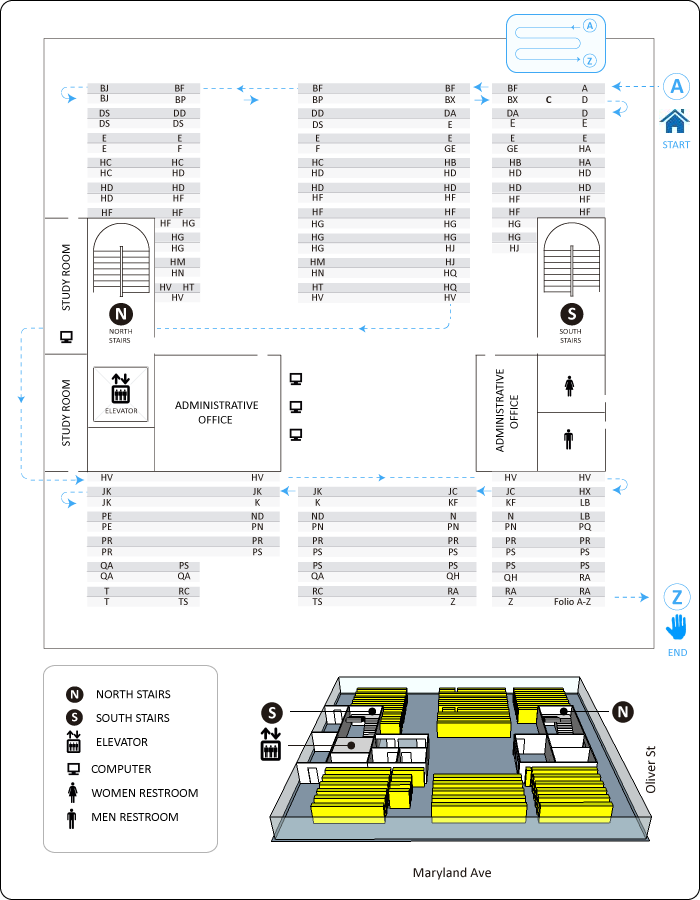 A
Z
BJ BF BF BF BF A
A
BJ BP BP BX BX C D
DS DD DD DA DA D
DS DS DS E E E
START
E E E E E E
E F F GE GE HA
HC HC HC HB HB HA
HC HD HD HD HD HD
HD HD HD HD HD HD
HD HF HF HF HF HF
HF HF HF HF HF HF
HF HG HG HG HG
HG HG HG HG
HG HG HJ HJ
HM HM HJ
HN HN HQ
HV HT HT HQ
HV HV HV
STUDY ROOM
N
NORTH
STAIRS
S
SOUTH
STAIRS
STUDY ROOM
ELEVATOR
ADMINISTRATIVE
OFFICE
ADMINISTRATIVE
OFFICE
HV HV HV HV
JK JK JK JC JC HX
JK K K KF KF LB
PE ND ND N N LB
PE PN PN PN PN PQ
PR PR PR PR PR PR
PR PS PS PS PS PS
QA PS PS PS PS PS
QA QA QA QH QH RA
T RC RC RA RA RA
T TS TS Z Z Folio A-Z
Z
END
N NORTH STAIRS
S SOUTH STAIRS
ELEVATOR
COMPUTER
WOMEN RESTROOM
MEN RESTROOM
S
N
Oliver St
Maryland Ave